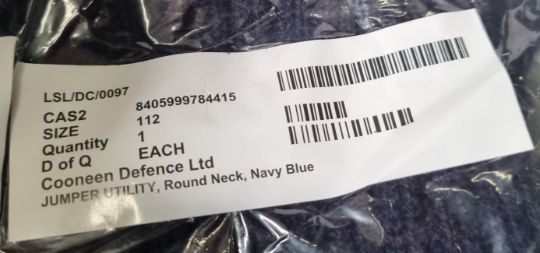 LSL/DC/0097
CAS2 8405999784415
SIZE 112
Quantity 1
D of Q EACH
Cooneen Defence Ltd
JUMPER UTILITY, Round Neck, Navy Blue